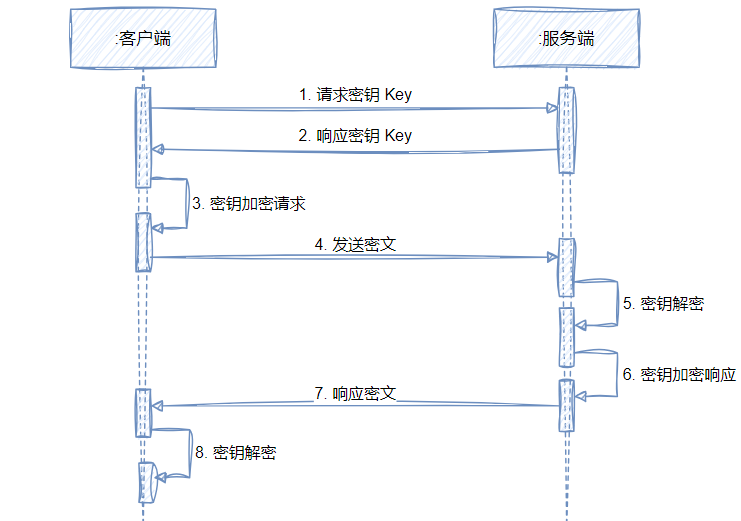 :客户端
:服务端
1. 请求密钥 Key
2. 响应密钥 Key
3. 密钥加密请求
4. 发送密文
5. 密钥解密
6. 密钥加密响应
7. 响应密文
8. 密钥解密